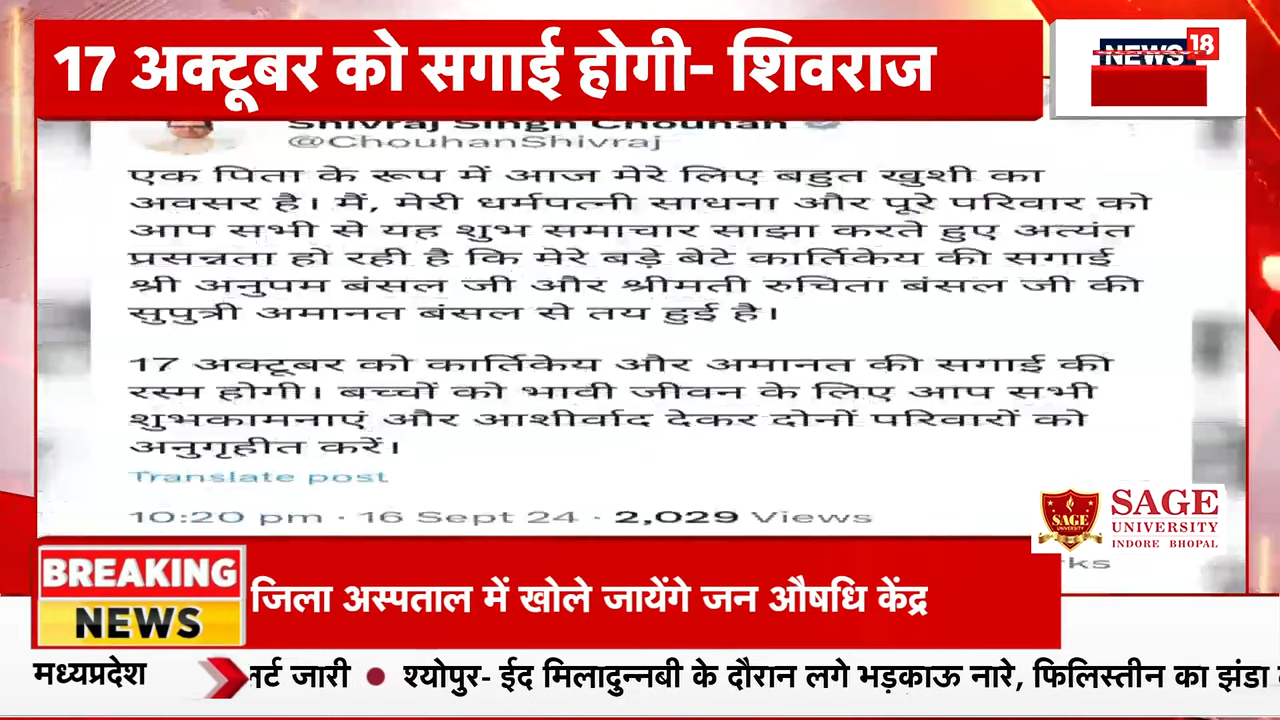 17 अक्टूबर को सगाई होगी- शिवराज
NEWS 18
Shivraj Singh Chouhan
@ChouhanShivraj
एक पिता के रूप में आज मेरे लिए बहुत खुशी का
अवसर है। मैं, मेरी धर्मपत्नी साधना और पूरे परिवार को
आप सभी से यह शुभ समाचार साझा करते हुए अत्यंत
प्रसन्नता हो रही है कि मेरे बड़े बेटे कार्तिकेय की सगाई
श्री अनुपम बंसल जी और श्रीमती रुचिता बंसल जी की
सुपुत्री अमानत बंसल से तय हुई है।
17 अक्टूबर को कार्तिकेय और अमानत की सगाई की
रस्म होगी। बच्चों को भावी जीवन के लिए आप सभी
शुभकामनाएं और आशीर्वाद देकर दोनों परिवारों को
अनुगृहीत करें।
Translate post
10:20 pm · 16 Sept 24 · 2,029 Views
SAGE
SAGE
UNIVERSITY
INDORE BHOPAL
BREAKING
NEWS
जिला अस्पताल में खोले जायेंगे जन औषधि केंद्र
मध्यप्रदेश
जारी • श्योपुर- ईद मिलादुन्नबी के दौरान लगे भड़काऊ नारे, फिलिस्तीन का झंडा